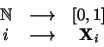 ℕ ⟶ [0, 1]
i ⟶ 𝐗ᵢ